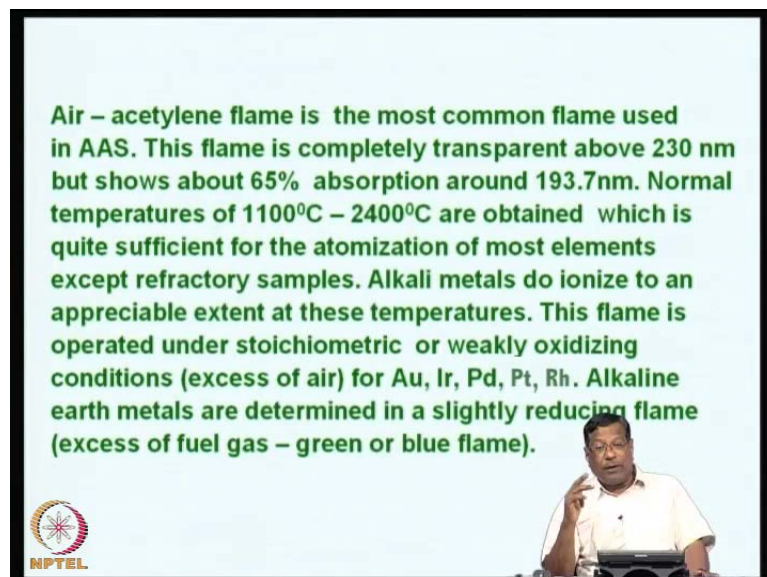 Air – acetylene flame is the most common flame used
in AAS. This flame is completely transparent above 230 nm
but shows about 65% absorption around 193.7nm. Normal
temperatures of 1100⁰C – 2400⁰C are obtained which is
quite sufficient for the atomization of most elements
except refractory samples. Alkali metals do ionize to an
appreciable extent at these temperatures. This flame is
operated under stoichiometric or weakly oxidizing
conditions (excess of air) for Au, Ir, Pd, Pt, Rh. Alkaline
earth metals are determined in a slightly reducing flame
(excess of fuel gas – green or blue flame).
NPTEL